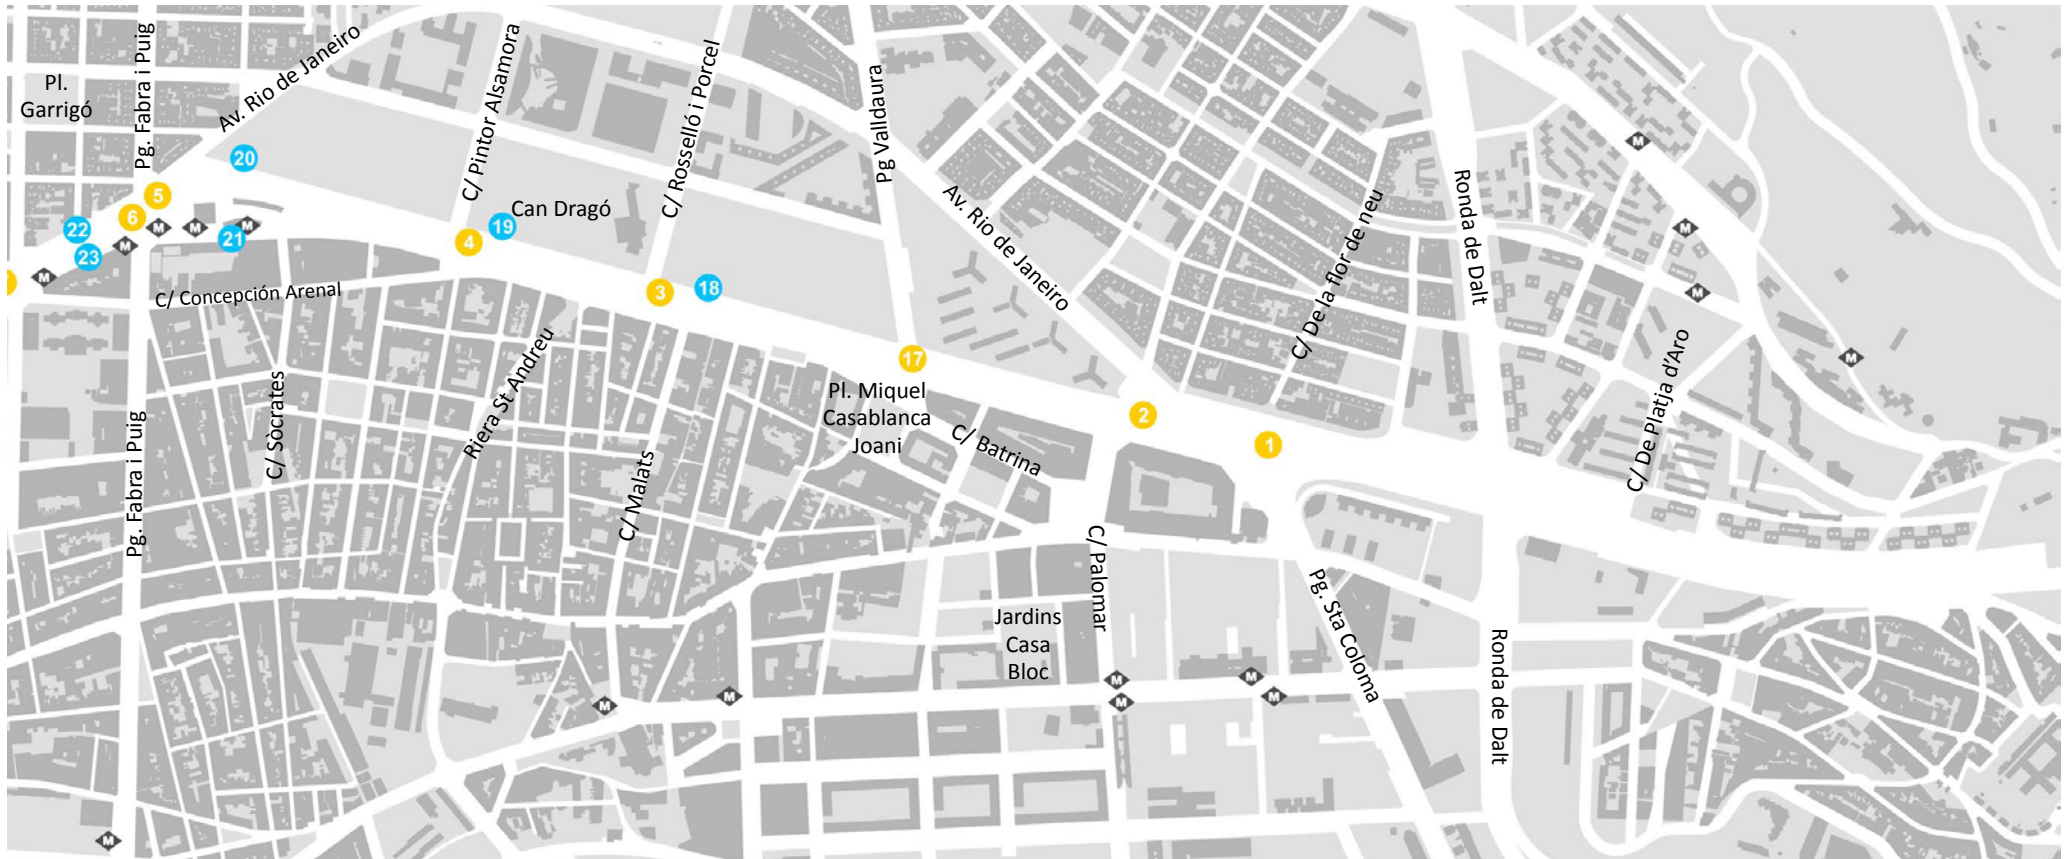 Pg. Fabra i Puig
Av. Rio de Janeiro
C/ Pintor Alsamora
C/ Rosselló i Porcel
Pg Valldaura
Pl.
Garrigó
M
20
5
6
22
M
M
M
21
23
M
M
4
19
Can Dragó
3
18
Av. Rio de Janeiro
C/ De la flor de neu
Ronda de Dalt
M
M
M
M
C/ Concepción Arenal
17
Pl. Miquel
Casablanca
Joani
2
1
C/ Batrina
C/ De Platja d'Aro
Pg. Fabra i Puig
C/ Sòcrates
Riera St Andreu
C/ Malats
C/ Palomar
Pg. Sta Coloma
Jardins
Casa
Bloc
Ronda de Dalt
M
M
M
M
M
M
M